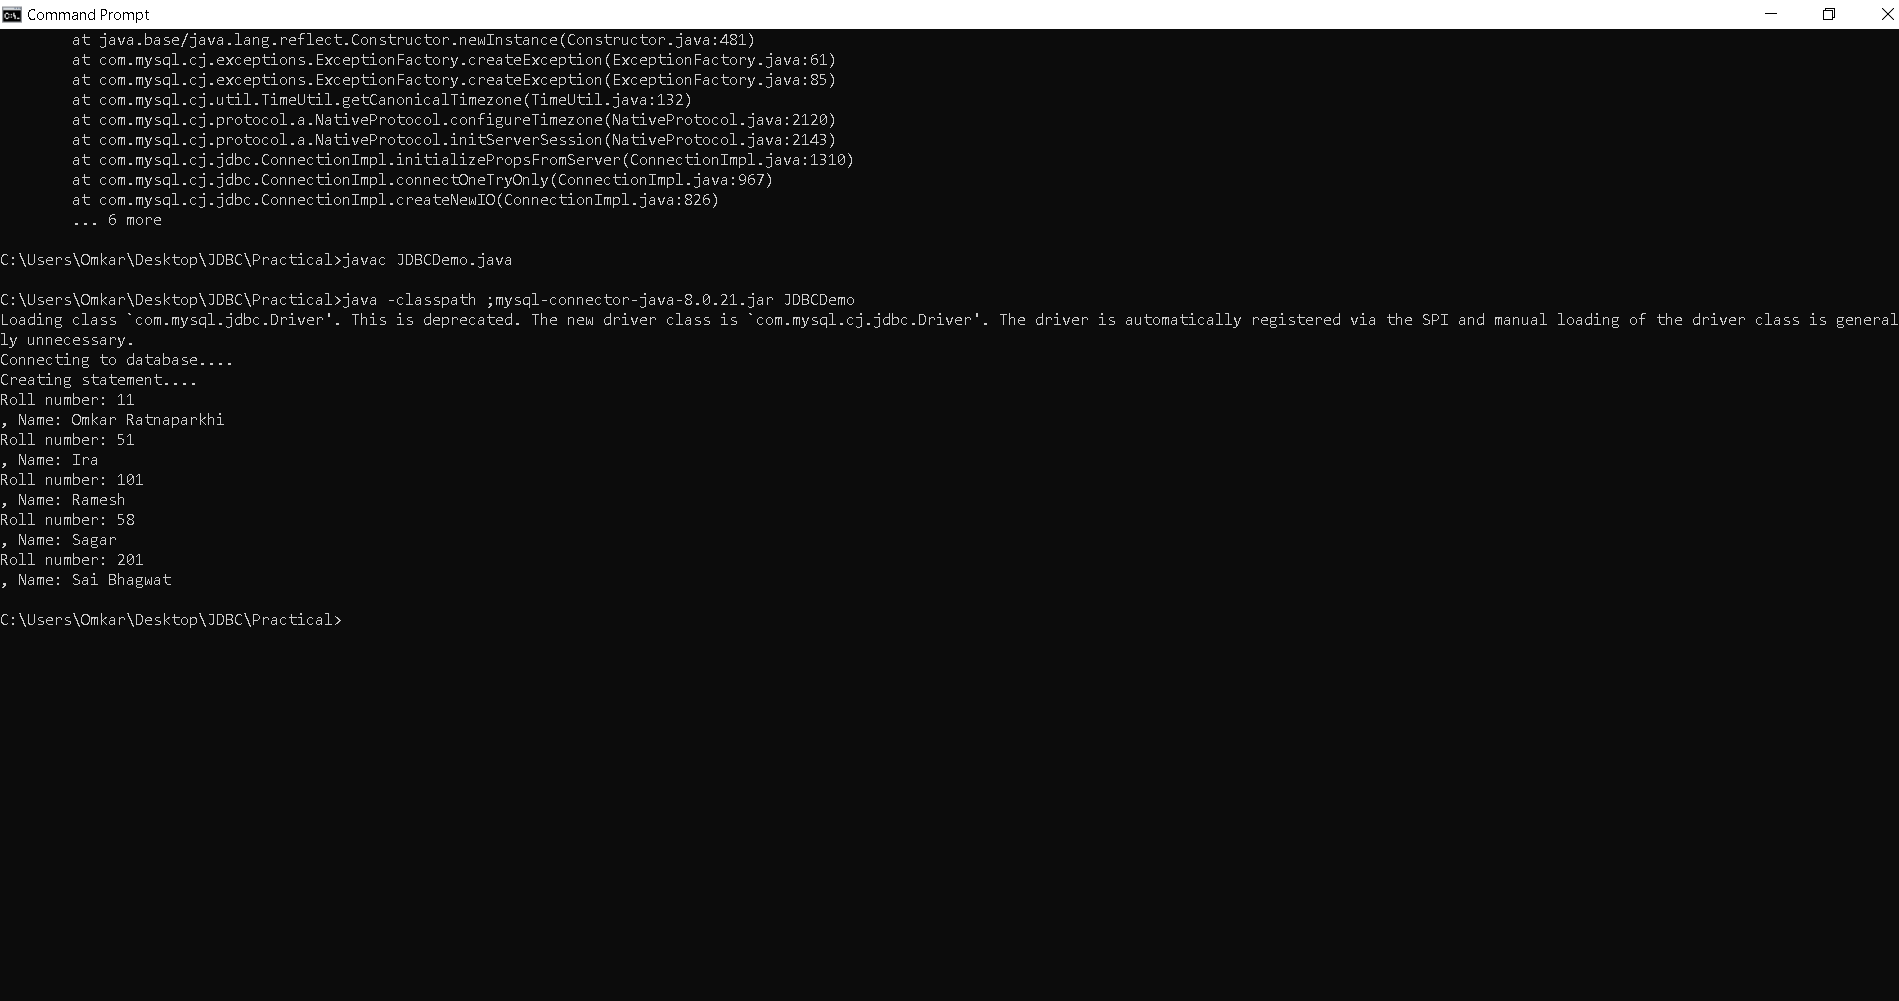 Command Prompt
at java.base/java.lang.reflect.Constructor.newInstance(Constructor.java:481)
at com.mysql.cj.exceptions.ExceptionFactory.createException(ExceptionFactory.java:61)
at com.mysql.cj.exceptions.ExceptionFactory.createException(ExceptionFactory.java:85)
at com.mysql.cj.util.TimeUtil.getCanonicalTimezone(TimeUtil.java:132)
at com.mysql.cj.protocol.a.NativeProtocol.configureTimezone(NativeProtocol.java:2120)
at com.mysql.cj.protocol.a.NativeProtocol.initServerSession(NativeProtocol.java:2143)
at com.mysql.cj.jdbc.ConnectionImpl.initializePropsFromServer(ConnectionImpl.java:1310)
at com.mysql.cj.jdbc.ConnectionImpl.connectOneTryOnly(ConnectionImpl.java:967)
at com.mysql.cj.jdbc.ConnectionImpl.createNewIO(ConnectionImpl.java:826)
... 6 more
C:\Users\Omkar\Desktop\JDBC\Practical>javac JDBCDemo.java
C:\Users\Omkar\Desktop\JDBC\Practical>java -classpath ;mysql-connector-java-8.0.21.jar JDBCDemo
Loading class `com.mysql.jdbc.Driver'. This is deprecated. The new driver class is `com.mysql.cj.jdbc.Driver'. The driver is automatically registered via the SPI and manual loading of the driver class is general
ly unnecessary.
Connecting to database....
Creating statement....
Roll number: 11
, Name: Omkar Ratnaparkhi
Roll number: 51
, Name: Ira
Roll number: 101
, Name: Ramesh
Roll number: 58
, Name: Sagar
Roll number: 201
, Name: Sai Bhagwat
C:\Users\Omkar\Desktop\JDBC\Practical>